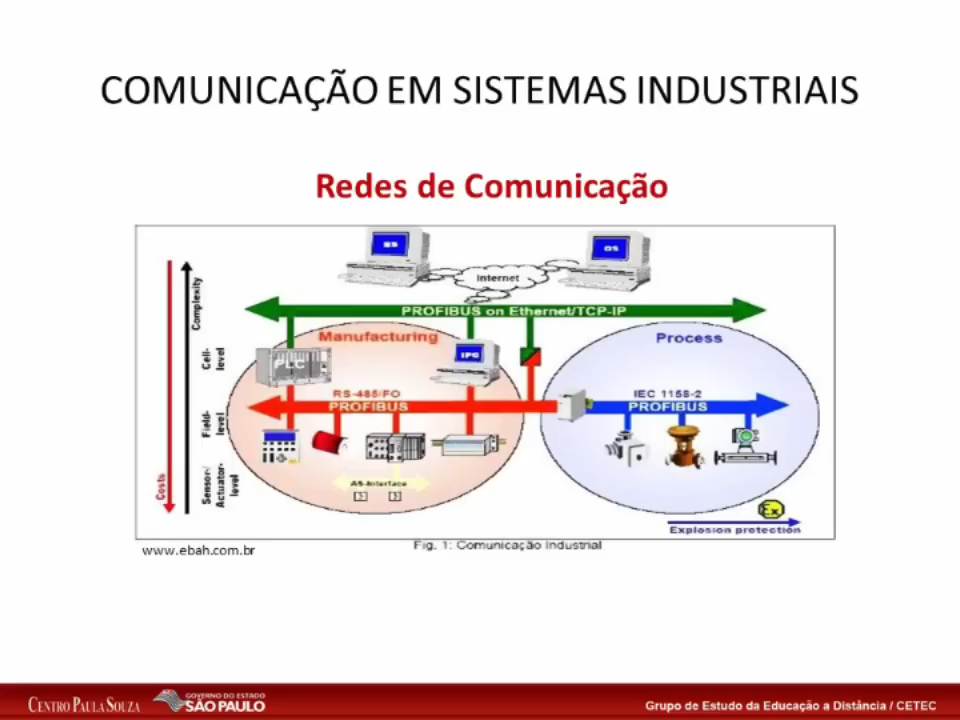 COMUNICAÇÃO EM SISTEMAS INDUSTRIAIS
Redes de Comunicação
ES
OS
Internet
PROFIBUS on Ethernet/TCP-IP
Complexity
Costs
Cell-
level
Field-
level
Sensor-/
Actuator-
level
Manufacturing
Process
PLC
IPC
RS-485/FO
PROFIBUS
IEC 1158-2
PROFIBUS
AS-Interface
Ex
Explosion protection
Fig. 1: Comunicação Industrial
www.ebah.com.br
CENTRO PAULA SOUZA
GOVERNO DO ESTADO
SÃO PAULO
Grupo de Estudo da Educação a Distância / CETEC